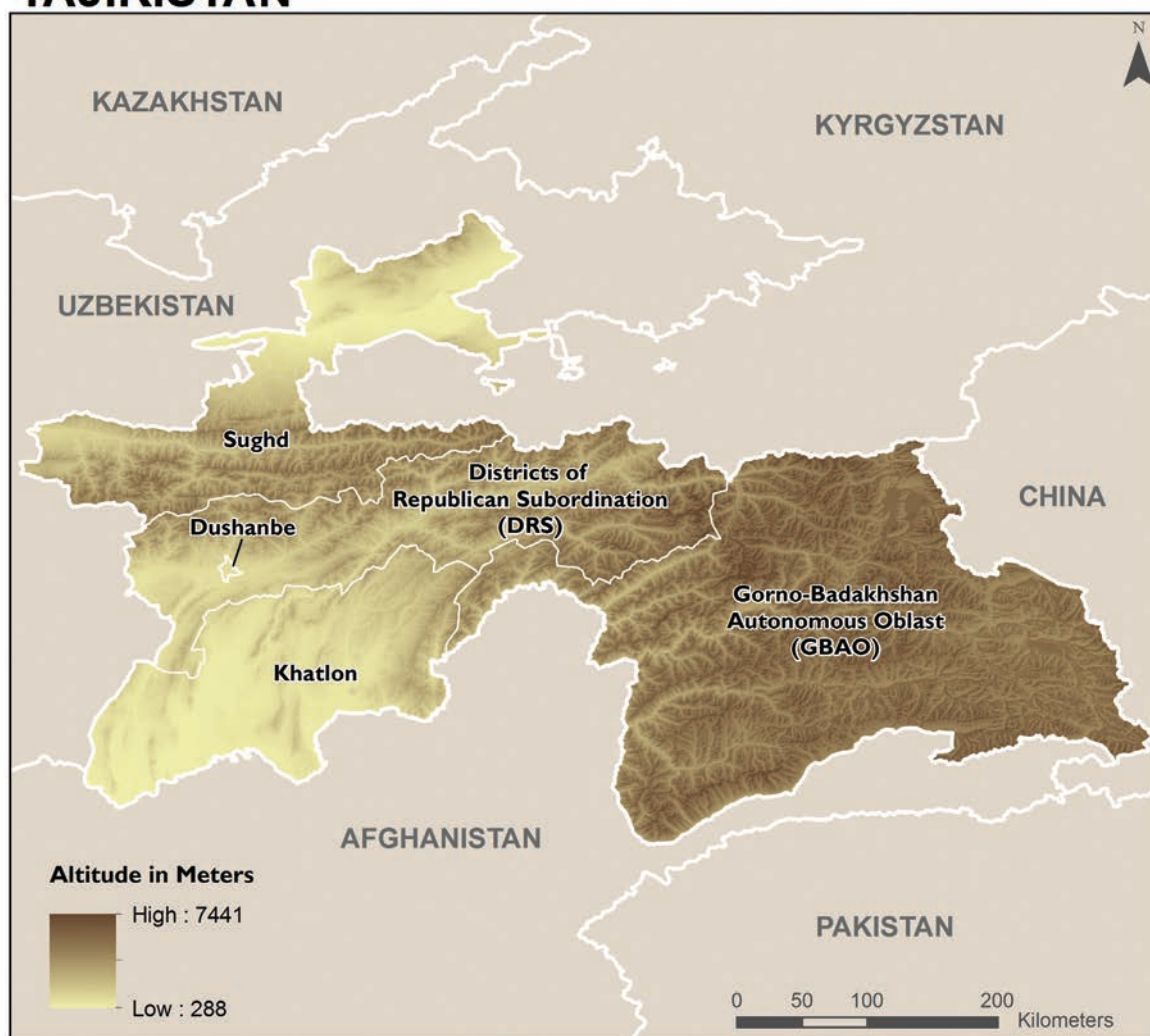 TAJIKISTAN
N
KAZAKHSTAN
KYRGYZSTAN
UZBEKISTAN
Sughd
Districts of
Republican Subordination
(DRS)
CHINA
Dushanbe
Gorno-Badakhshan
Autonomous Oblast
(GBAO)
Khatlon
AFGHANISTAN
PAKISTAN
Altitude in Meters
High : 7441
Low : 288
0 50 100 200
Kilometers